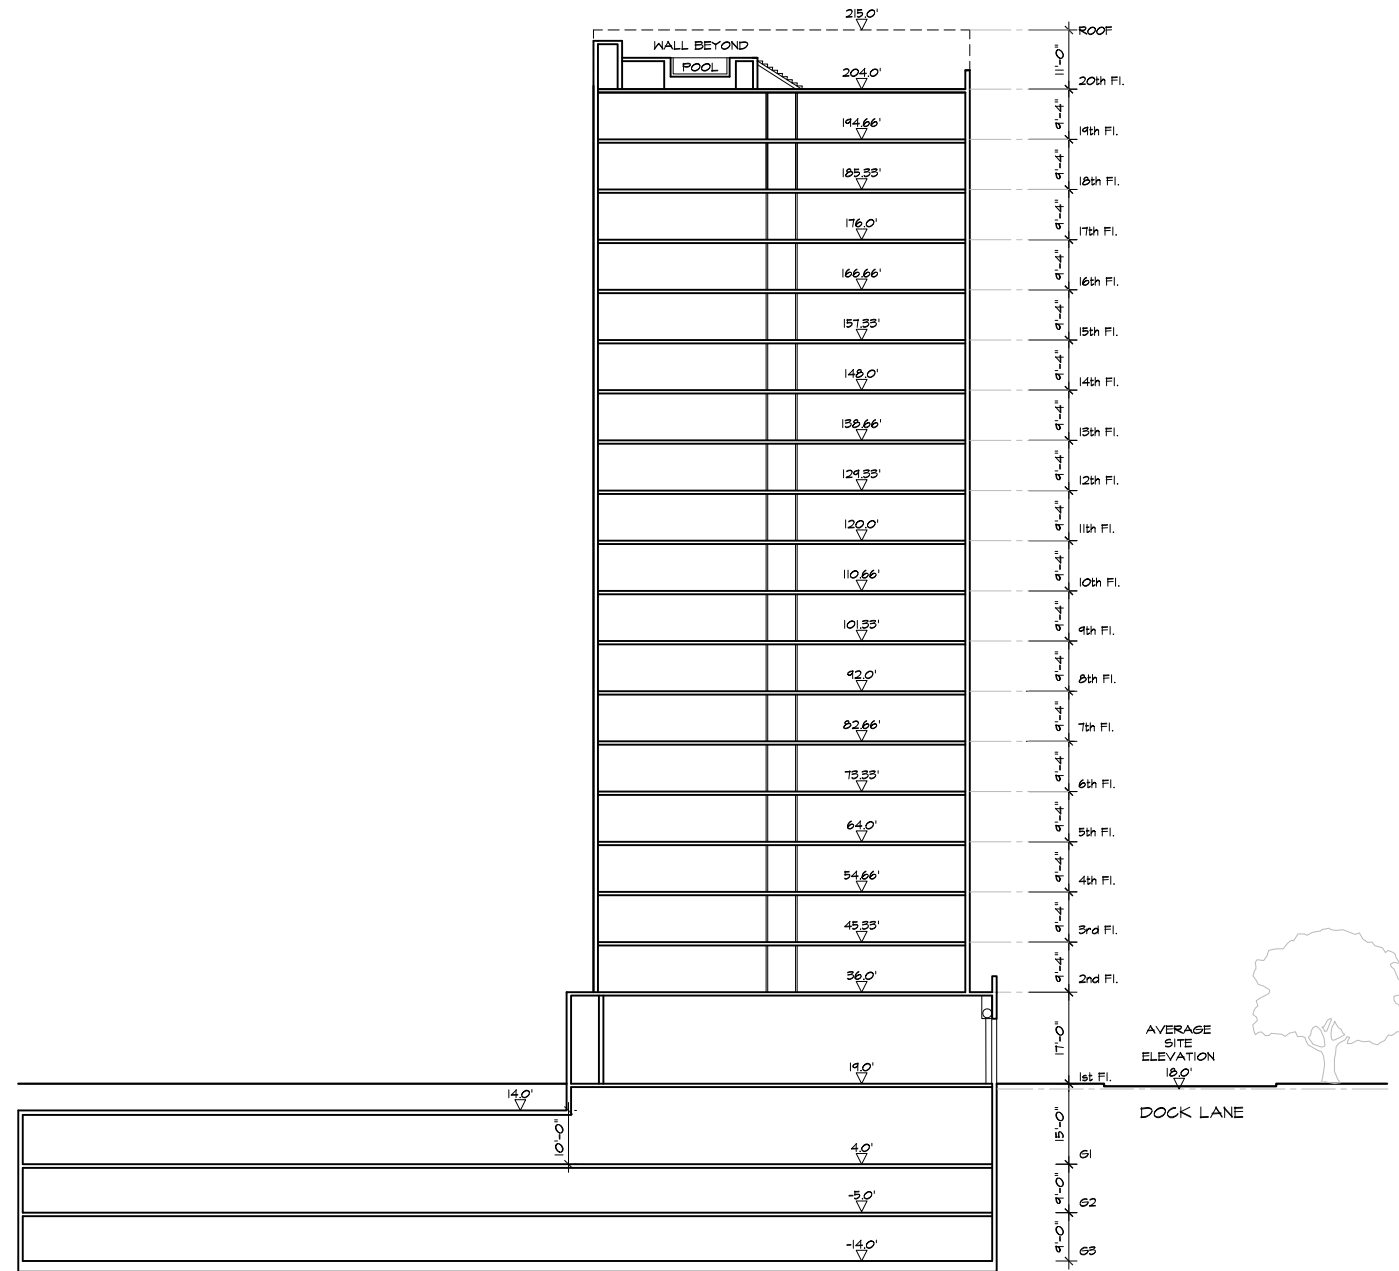 215.0'
ROOF
WALL BEYOND
POOL
11'-0"
204.0'
20th Fl.
9'-4"
194.66'
19th Fl.
9'-4"
185.33'
18th Fl.
9'-4"
176.0'
17th Fl.
9'-4"
166.66'
16th Fl.
9'-4"
157.33'
15th Fl.
9'-4"
148.0'
14th Fl.
9'-4"
138.66'
13th Fl.
9'-4"
129.33'
12th Fl.
9'-4"
120.0'
11th Fl.
9'-4"
110.66'
10th Fl.
9'-4"
101.33'
9th Fl.
9'-4"
92.0'
8th Fl.
9'-4"
82.66'
7th Fl.
9'-4"
73.33'
6th Fl.
9'-4"
64.0'
5th Fl.
9'-4"
54.66'
4th Fl.
9'-4"
45.33'
3rd Fl.
9'-4"
36.0'
2nd Fl.
17'-0"
AVERAGE
SITE
ELEVATION
18.0'
19.0'
1st Fl.
14.0'
DOCK LANE
10'-0"
15'-0"
4.0'
G1
9'-0"
-5.0'
G2
9'-0"
-14.0'
G3